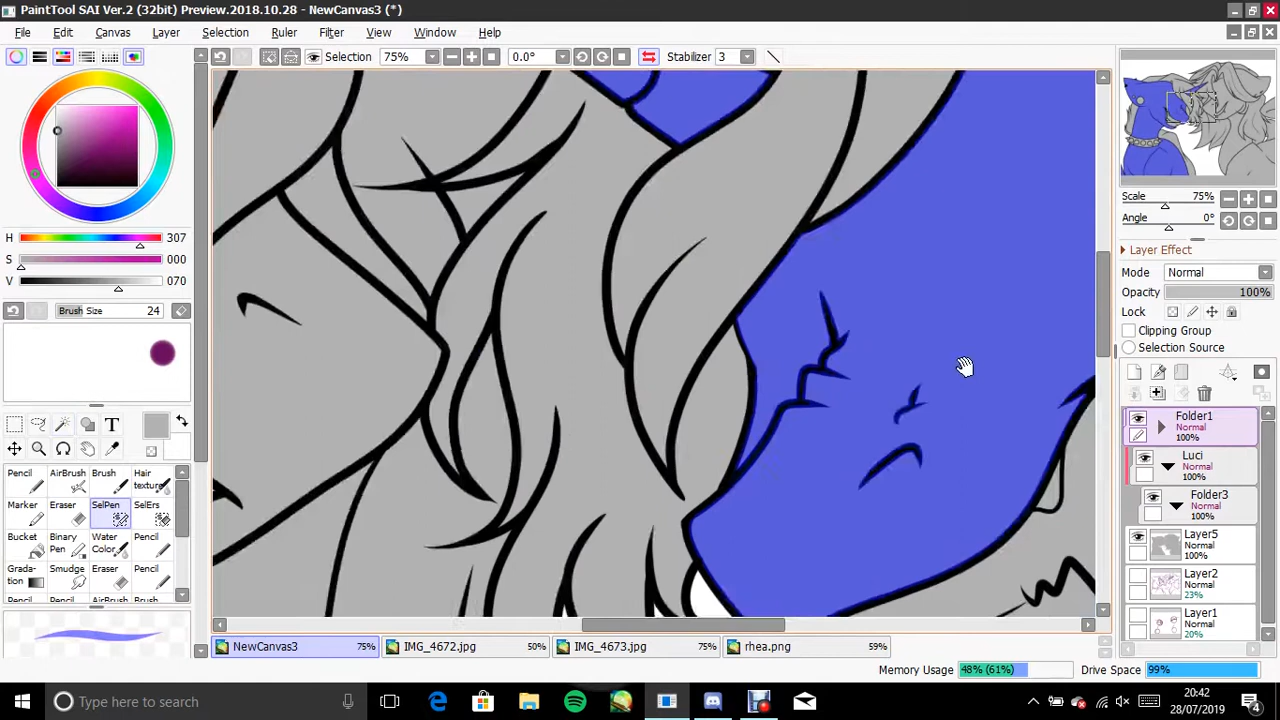 PaintTool SAI Ver.2 (32bit) Preview.2018.10.28 - NewCanvas3 (*)
File Edit Canvas Layer Selection Ruler Filter View Window Help
Selection 75% 0.0° Stabilizer 3
H 307
S 000
V 070
Brush Size 24
T
Pencil AirBrush Brush Hair texture
Marker Eraser SelPen SelErs
Bucket Binary Pen Water Color Pencil
Grada-tion Smudge Eraser Pencil
Scale 75%
Angle 0°
Layer Effect
Mode Normal
Opacity 100%
Lock
Clipping Group
Selection Source
Folder1
Normal
100%
Luci
Normal
100%
Folder3
Normal
100%
Layer5
Normal
100%
Layer2
Normal
23%
Layer1
Normal
20%
NewCanvas3 75% IMG_4672.jpg 50% IMG_4673.jpg 75% rhea.png 59%
Memory Usage 48% (61%) Drive Space 99%
Type here to search
20:42
28/07/2019
4